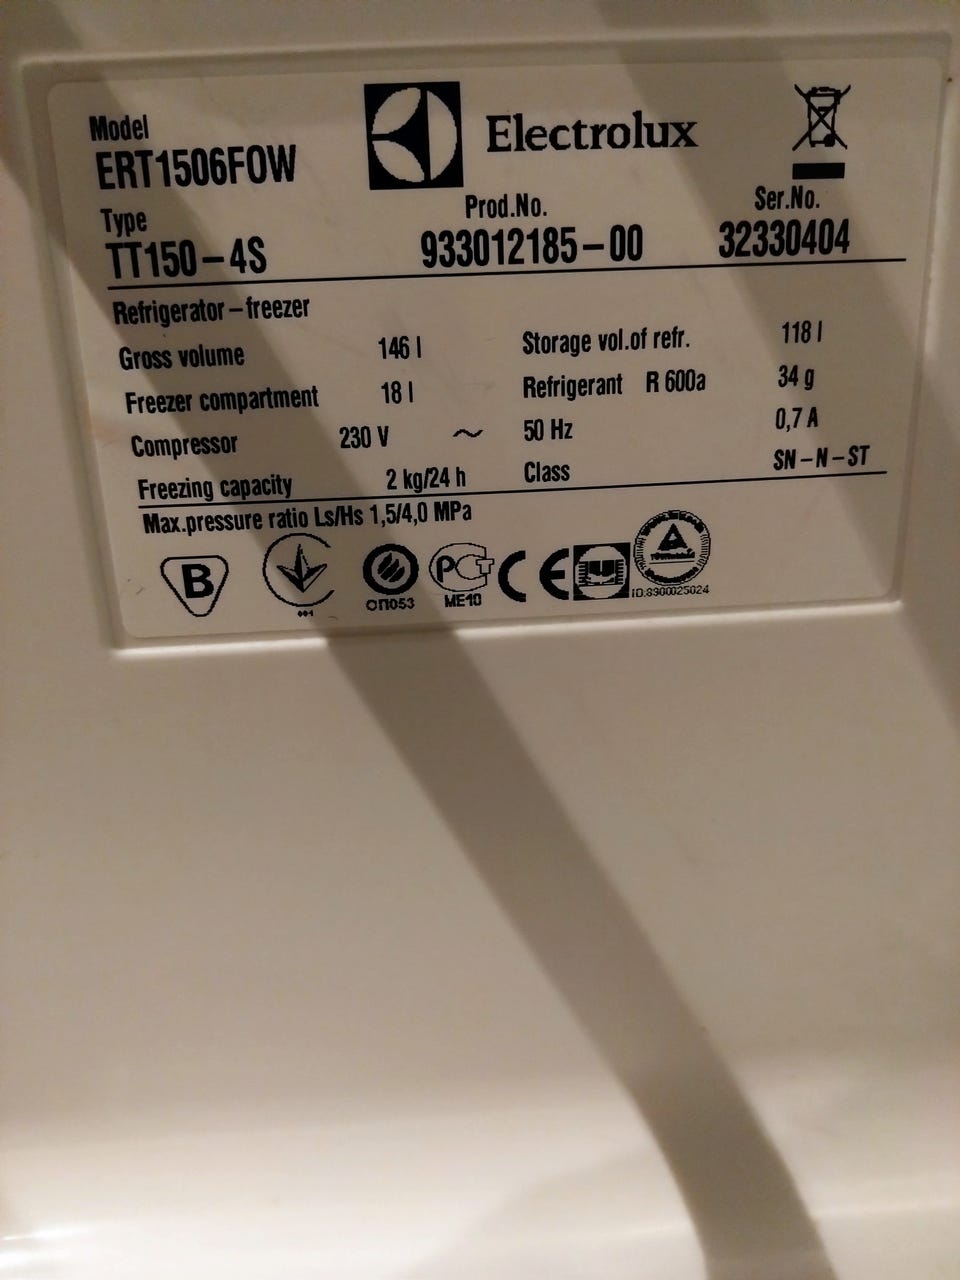 Model
ERT1506FOW
Electrolux
Type
TT150-4S
Prod.No.
933012185-00
Ser.No.
32330404
Refrigerator-freezer
Gross volume 146 l
Storage vol.of refr. 118 l
Freezer compartment 18 l
Refrigerant R 600a 34 g
Compressor 230 V ~ 50 Hz 0,7 A
Freezing capacity 2 kg/24 h
Class SN-N-ST
Max.pressure ratio Ls/Hs 1,5/4,0 MPa
B
001
ОП053
РСТ
ME10
CE
ID:8300025024